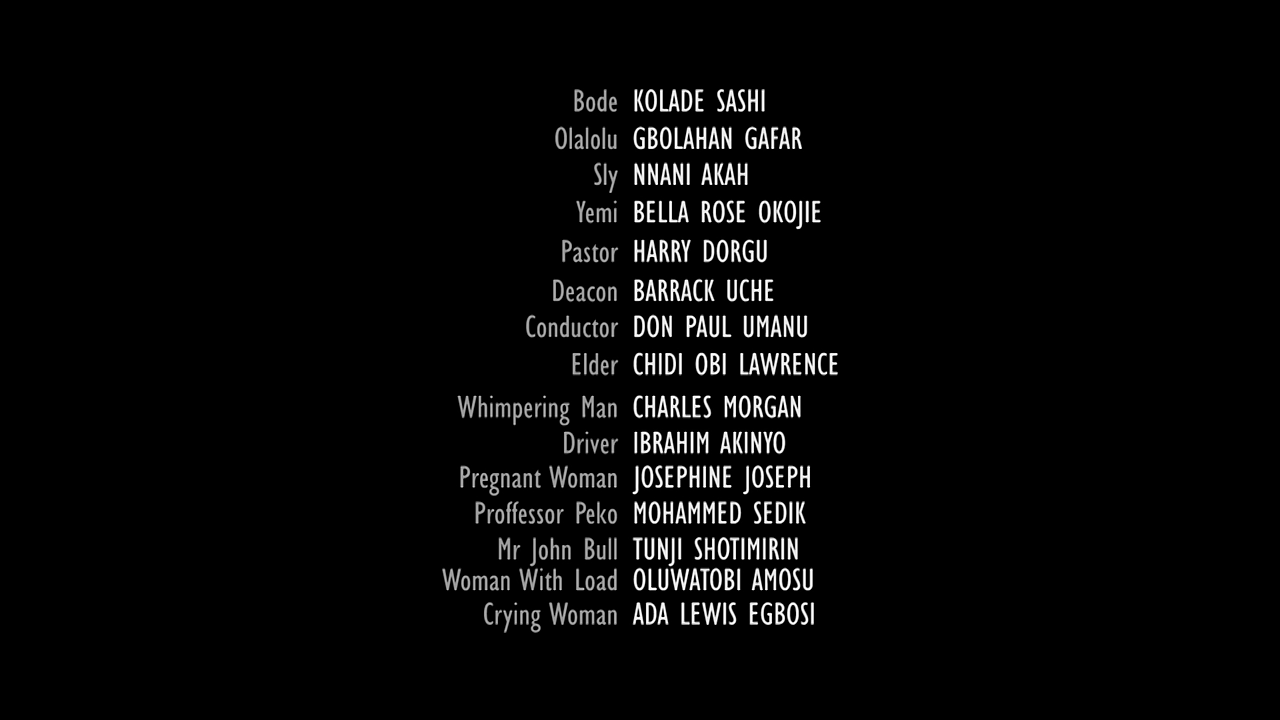 Bode KOLADE SASHI
Olalolu GBOLAHAN GAFAR
Sly NNANI AKAH
Yemi BELLA ROSE OKOJIE
Pastor HARRY DORGU
Deacon BARRACK UCHE
Conductor DON PAUL UMANU
Elder CHIDI OBI LAWRENCE
Whimpering Man CHARLES MORGAN
Driver IBRAHIM AKINYO
Pregnant Woman JOSEPHINE JOSEPH
Proffessor Peko MOHAMMED SEDIK
Mr John Bull TUNJI SHOTIMIRIN
Woman With Load OLUWATOBI AMOSU
Crying Woman ADA LEWIS EGBOSI